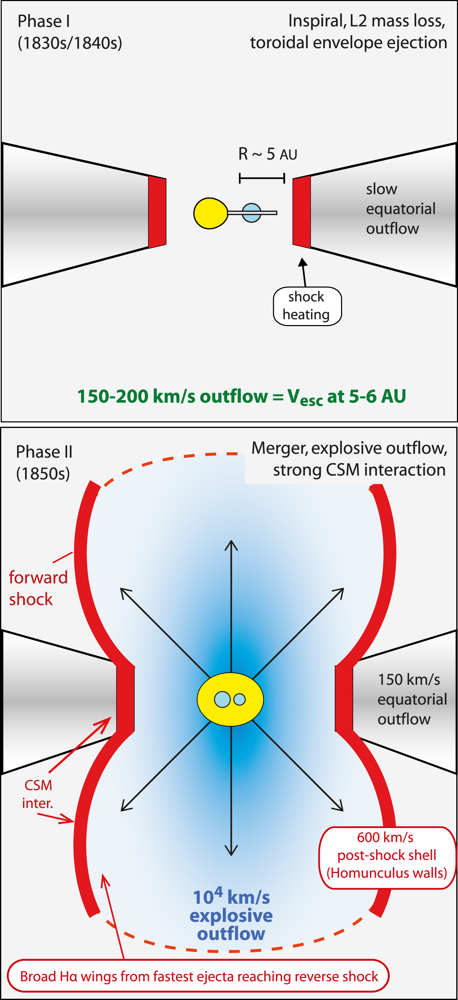 Phase I
(1830s/1840s)
Inspiral, L2 mass loss,
toroidal envelope ejection
R ~ 5 AU
slow
equatorial
outflow
shock
heating
150-200 km/s outflow = Vesc at 5-6 AU
Phase II
(1850s)
Merger, explosive outflow,
strong CSM interaction
forward
shock
150 km/s
equatorial
outflow
CSM
inter.
600 km/s
post-shock shell
(Homunculus walls)
10⁴ km/s
explosive
outflow
Broad Hα wings from fastest ejecta reaching reverse shock